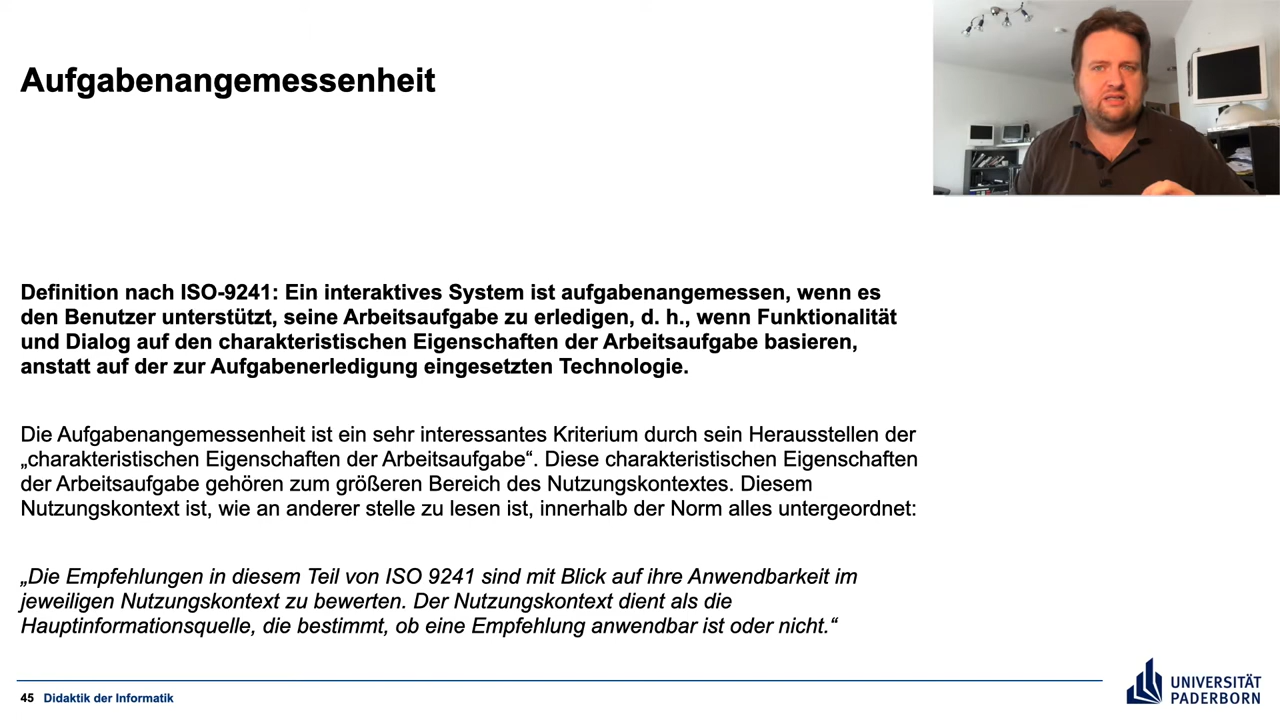 Aufgabenangemessenheit
Definition nach ISO-9241: Ein interaktives System ist aufgabenangemessen, wenn es
den Benutzer unterstützt, seine Arbeitsaufgabe zu erledigen, d. h., wenn Funktionalität
und Dialog auf den charakteristischen Eigenschaften der Arbeitsaufgabe basieren,
anstatt auf der zur Aufgabenerledigung eingesetzten Technologie.
Die Aufgabenangemessenheit ist ein sehr interessantes Kriterium durch sein Herausstellen der
„charakteristischen Eigenschaften der Arbeitsaufgabe“. Diese charakteristischen Eigenschaften
der Arbeitsaufgabe gehören zum größeren Bereich des Nutzungskontextes. Diesem
Nutzungskontext ist, wie an anderer stelle zu lesen ist, innerhalb der Norm alles untergeordnet:
„Die Empfehlungen in diesem Teil von ISO 9241 sind mit Blick auf ihre Anwendbarkeit im
jeweiligen Nutzungskontext zu bewerten. Der Nutzungskontext dient als die
Hauptinformationsquelle, die bestimmt, ob eine Empfehlung anwendbar ist oder nicht.“
45 Didaktik der Informatik
UNIVERSITÄT
PADERBORN